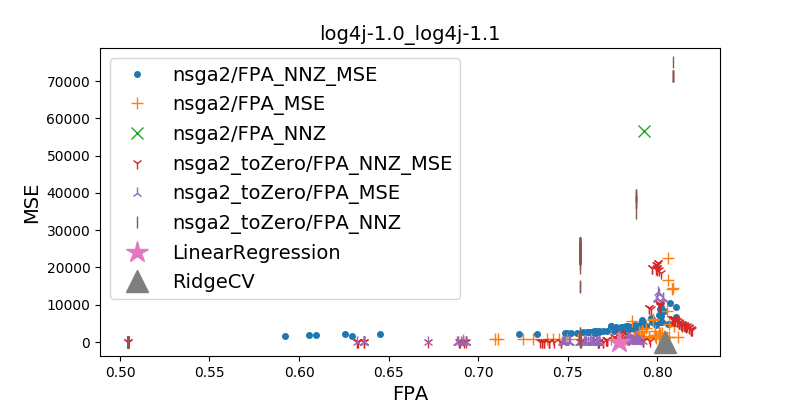 log4j-1.0_log4j-1.1
70000
60000
50000
40000
30000
20000
10000
0
MSE
nsga2/FPA_NNZ_MSE
nsga2/FPA_MSE
nsga2/FPA_NNZ
nsga2_toZero/FPA_NNZ_MSE
nsga2_toZero/FPA_MSE
nsga2_toZero/FPA_NNZ
LinearRegression
RidgeCV
0.50 0.55 0.60 0.65 0.70 0.75 0.80
FPA